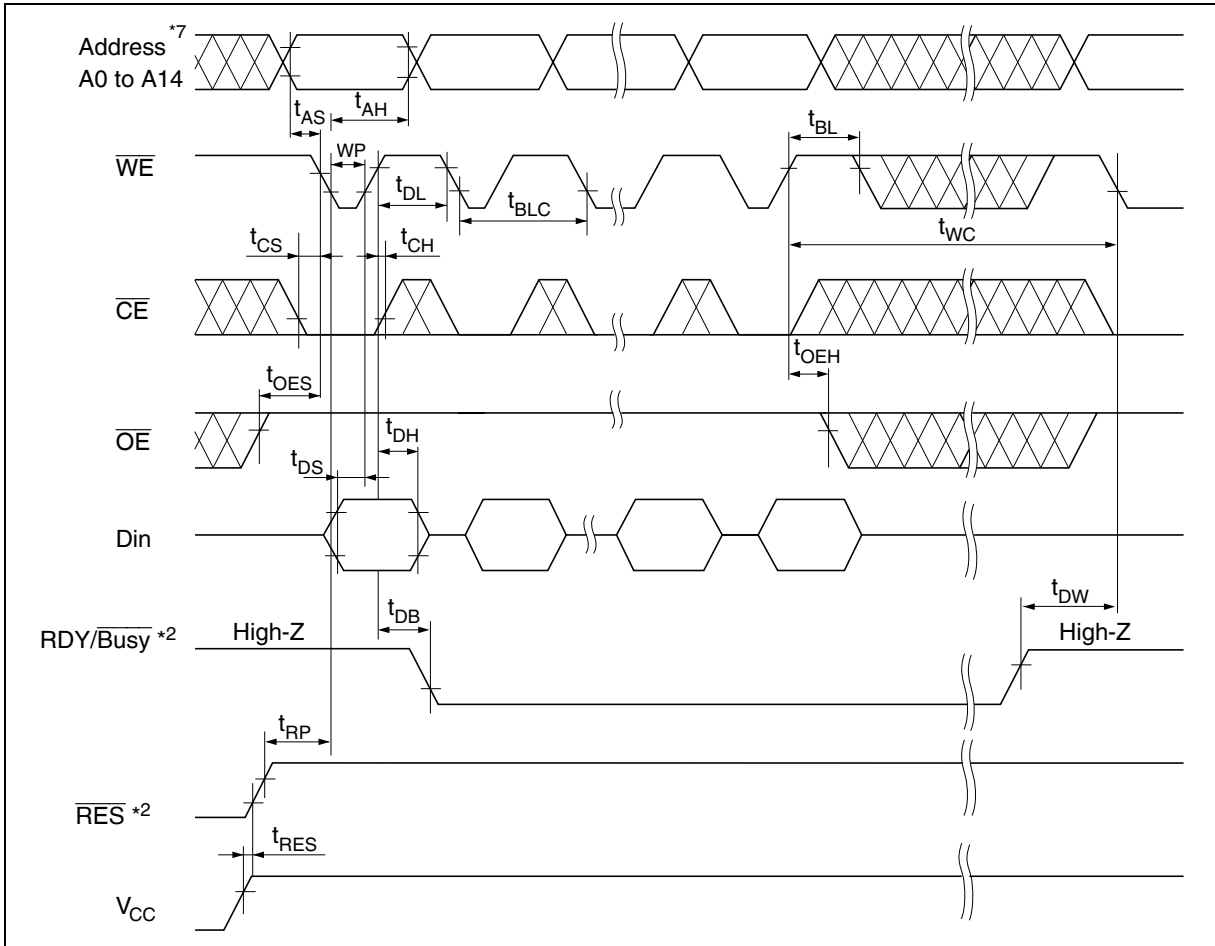 Address *7
A0 to A14
tAS
tAH
WP
tBL
WE
tDL
tBLC
tWC
tCS
tCH
CE
tOEH
tOES
OE
tDH
tDS
Din
tDB
tDW
RDY/Busy *2
High-Z
High-Z
tRP
RES *2
tRES
VCC